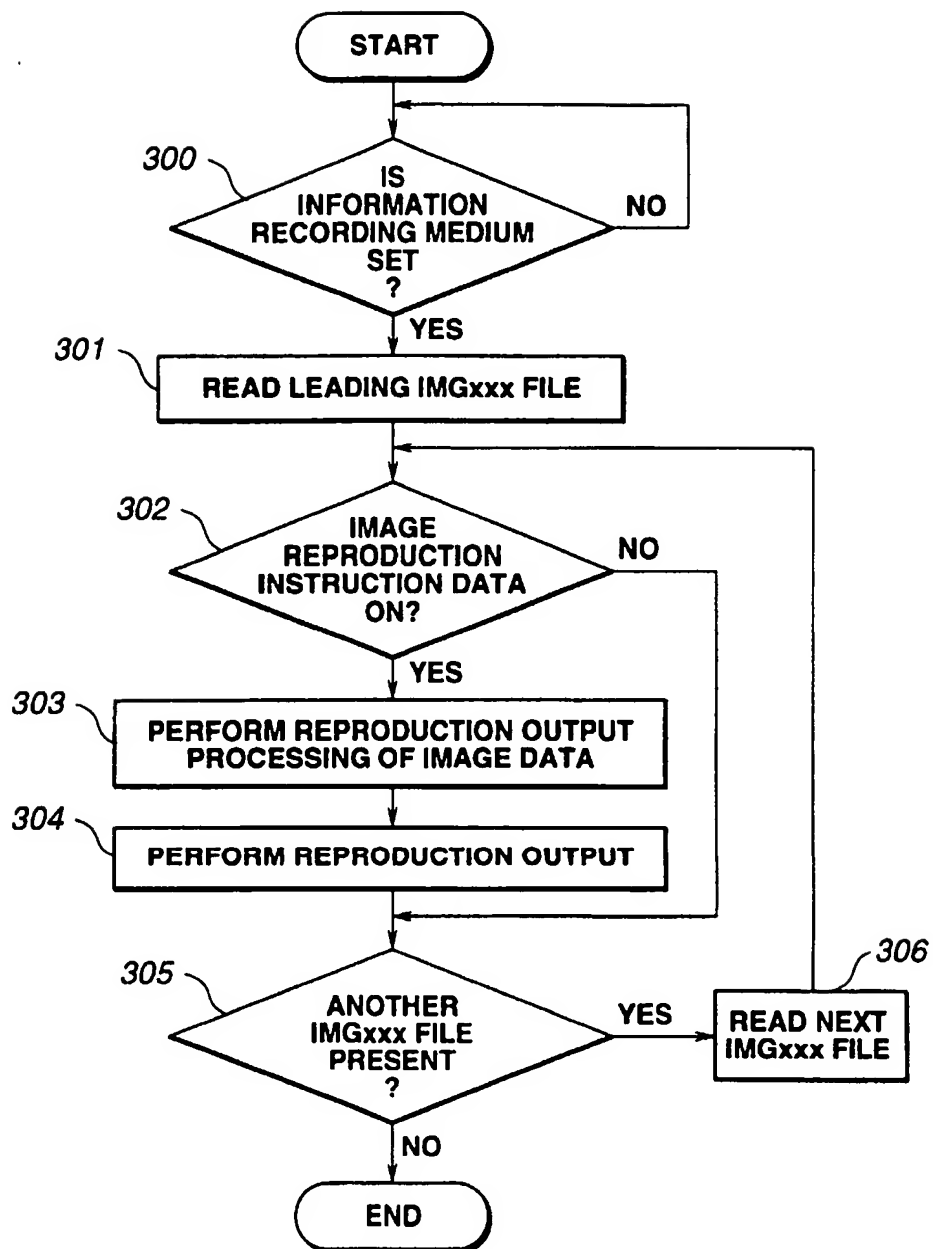 START
300
IS
INFORMATION
RECORDING MEDIUM
SET
?
NO
YES
301
READ LEADING IMGxxx FILE
302
IMAGE
REPRODUCTION
INSTRUCTION DATA
ON?
NO
YES
303
PERFORM REPRODUCTION OUTPUT
PROCESSING OF IMAGE DATA
304
PERFORM REPRODUCTION OUTPUT
305
ANOTHER
IMGxxx FILE
PRESENT
?
YES
306
READ NEXT
IMGxxx FILE
NO
END